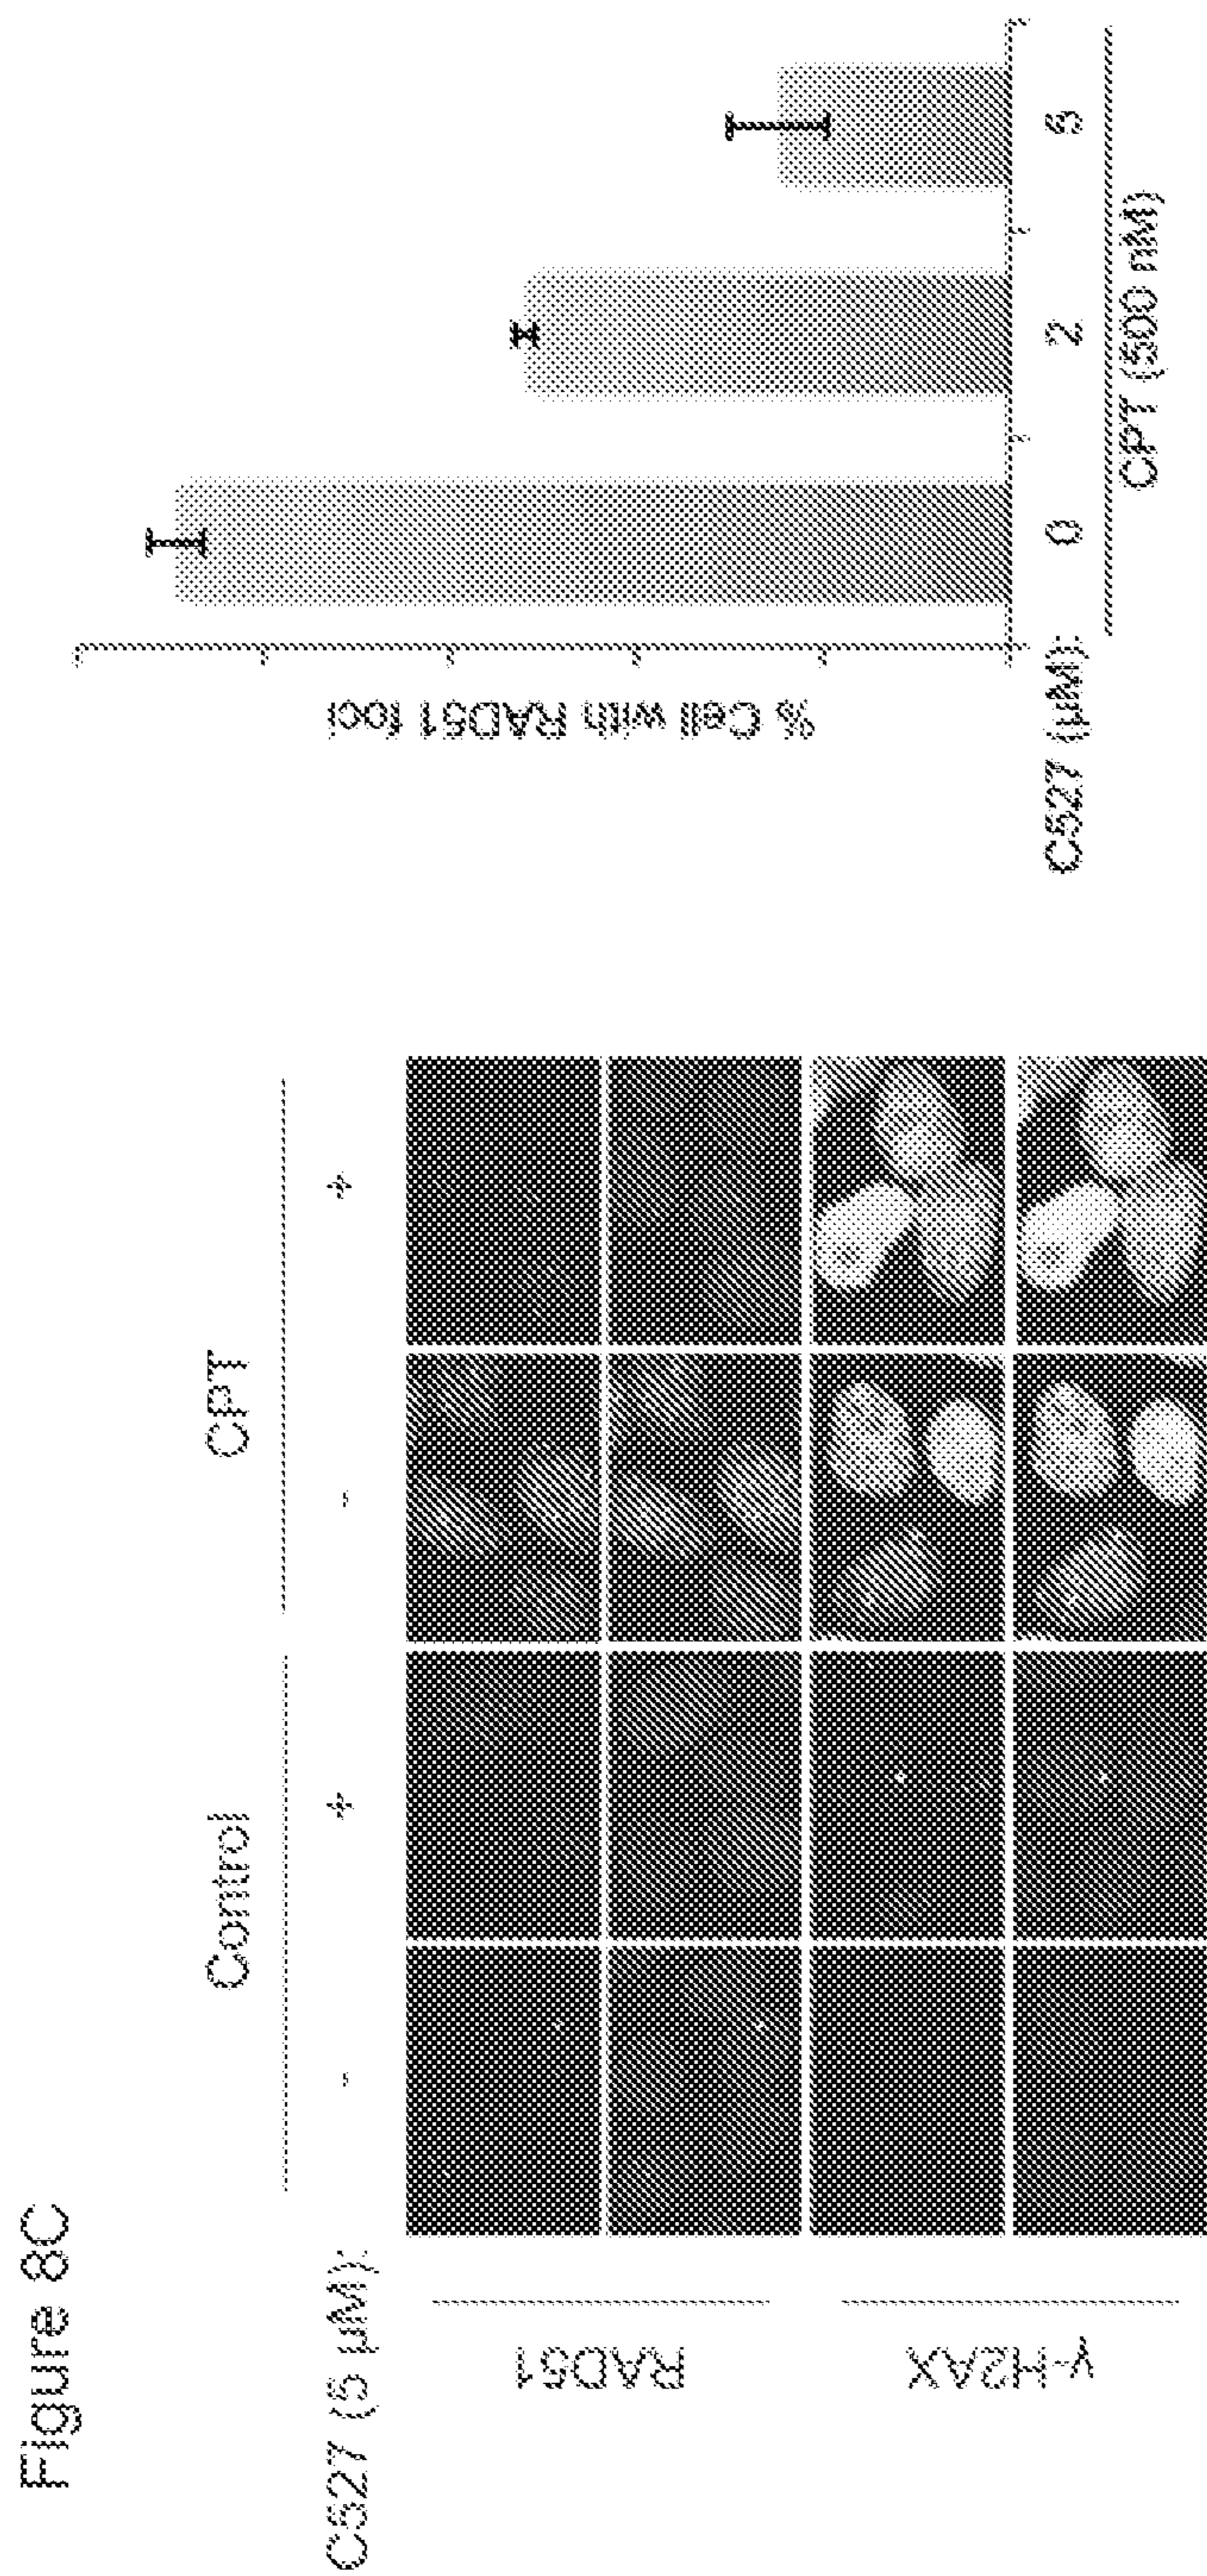 Figure 8C
Control
CPT
C527 (5 µM):
-
+
-
+
RAD51
γ-H2AX
% Cell with RAD51 foci
C527 (µM):
0
2
5
CPT (500 nM)